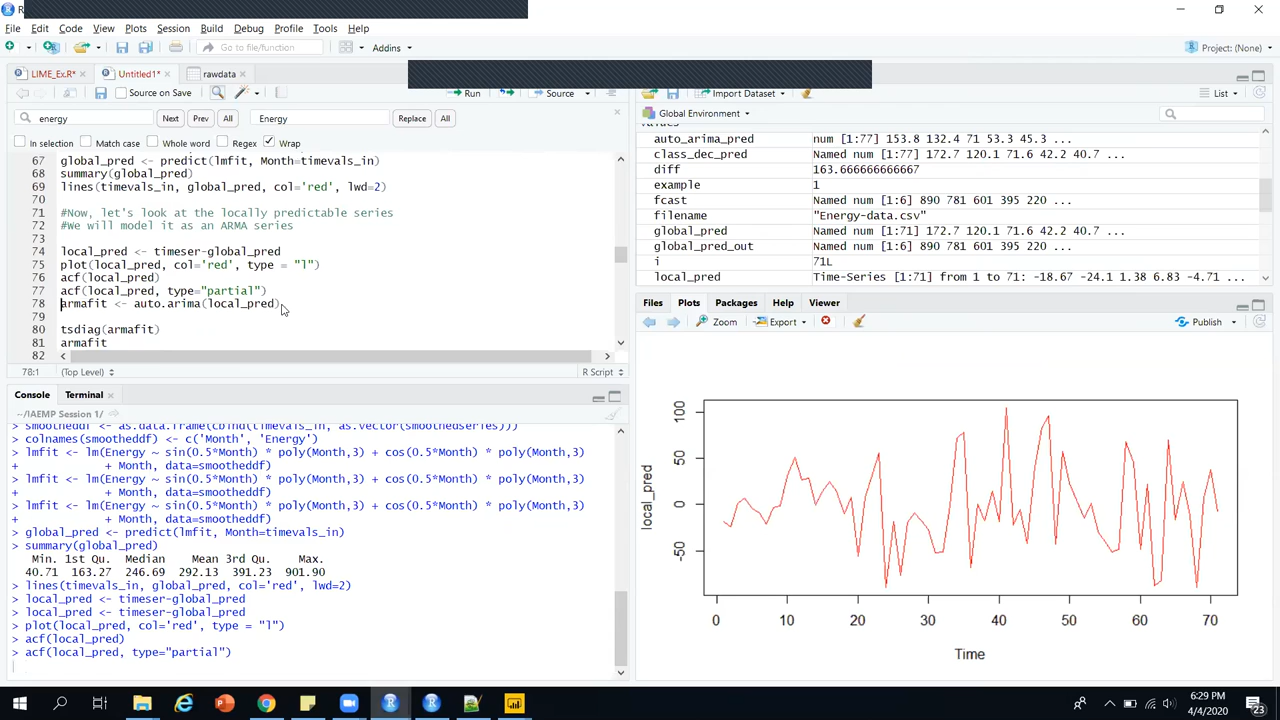 R
File Edit Code View Plots Session Build Debug Profile Tools Help
Go to file/function Addins Project: (None)
LIME_Ex.R* Untitled1* rawdata
Source on Save Run Source
energy Next Prev All Energy Replace All
In selection Match case Whole word Regex Wrap
67 global_pred <- predict(lmfit, Month=timevals_in)
68 summary(global_pred)
69 lines(timevals_in, global_pred, col='red', lwd=2)
70
71 #Now, let's look at the locally predictable series
72 #We will model it as an ARMA series
73
74 local_pred <- timeser-global_pred
75 plot(local_pred, col='red', type = "l")
76 acf(local_pred)
77 acf(local_pred, type="partial")
78 armafit <- auto.arima(local_pred)
79
80 tsdiag(armafit)
81 armafit
82
78:1 (Top Level) R Script
Console Terminal
~/IAEMP Session 1/
> smootheddf <- as.data.frame(cbind(timevals_in, as.vector(smoothedseries)))
> colnames(smootheddf) <- c('Month', 'Energy')
> lmfit <- lm(Energy ~ sin(0.5*Month) * poly(Month,3) + cos(0.5*Month) * poly(Month,3)
+ + Month, data=smootheddf)
> lmfit <- lm(Energy ~ sin(0.5*Month) * poly(Month,3) + cos(0.5*Month) * poly(Month,3)
+ + Month, data=smootheddf)
> lmfit <- lm(Energy ~ sin(0.5*Month) * poly(Month,3) + cos(0.5*Month) * poly(Month,3)
+ + Month, data=smootheddf)
> global_pred <- predict(lmfit, Month=timevals_in)
> summary(global_pred)
Min. 1st Qu. Median Mean 3rd Qu. Max.
40.71 163.27 246.69 292.13 391.23 901.90
> lines(timevals_in, global_pred, col='red', lwd=2)
> local_pred <- timeser-global_pred
> local_pred <- timeser-global_pred
> plot(local_pred, col='red', type = "l")
> acf(local_pred)
> acf(local_pred, type="partial")
Import Dataset List
Global Environment
Values
auto_arima_pred num [1:77] 153.8 132.4 71 53.3 45.3 ...
class_dec_pred Named num [1:77] 172.7 120.1 71.6 42.2 40.7 ...
diff 163.666666666667
example 1
fcast Named num [1:6] 890 781 601 395 220 ...
filename "Energy-data.csv"
global_pred Named num [1:71] 172.7 120.1 71.6 42.2 40.7 ...
global_pred_out Named num [1:6] 890 781 601 395 220 ...
i 71L
local_pred Time-Series [1:71] from 1 to 71: -18.67 -24.1 1.38 6.83 -4.71 ...
Files Plots Packages Help Viewer
Zoom Export Publish
local_pred
100
50
0
-50
0 10 20 30 40 50 60 70
Time
6:29 PM
4/4/2020
23